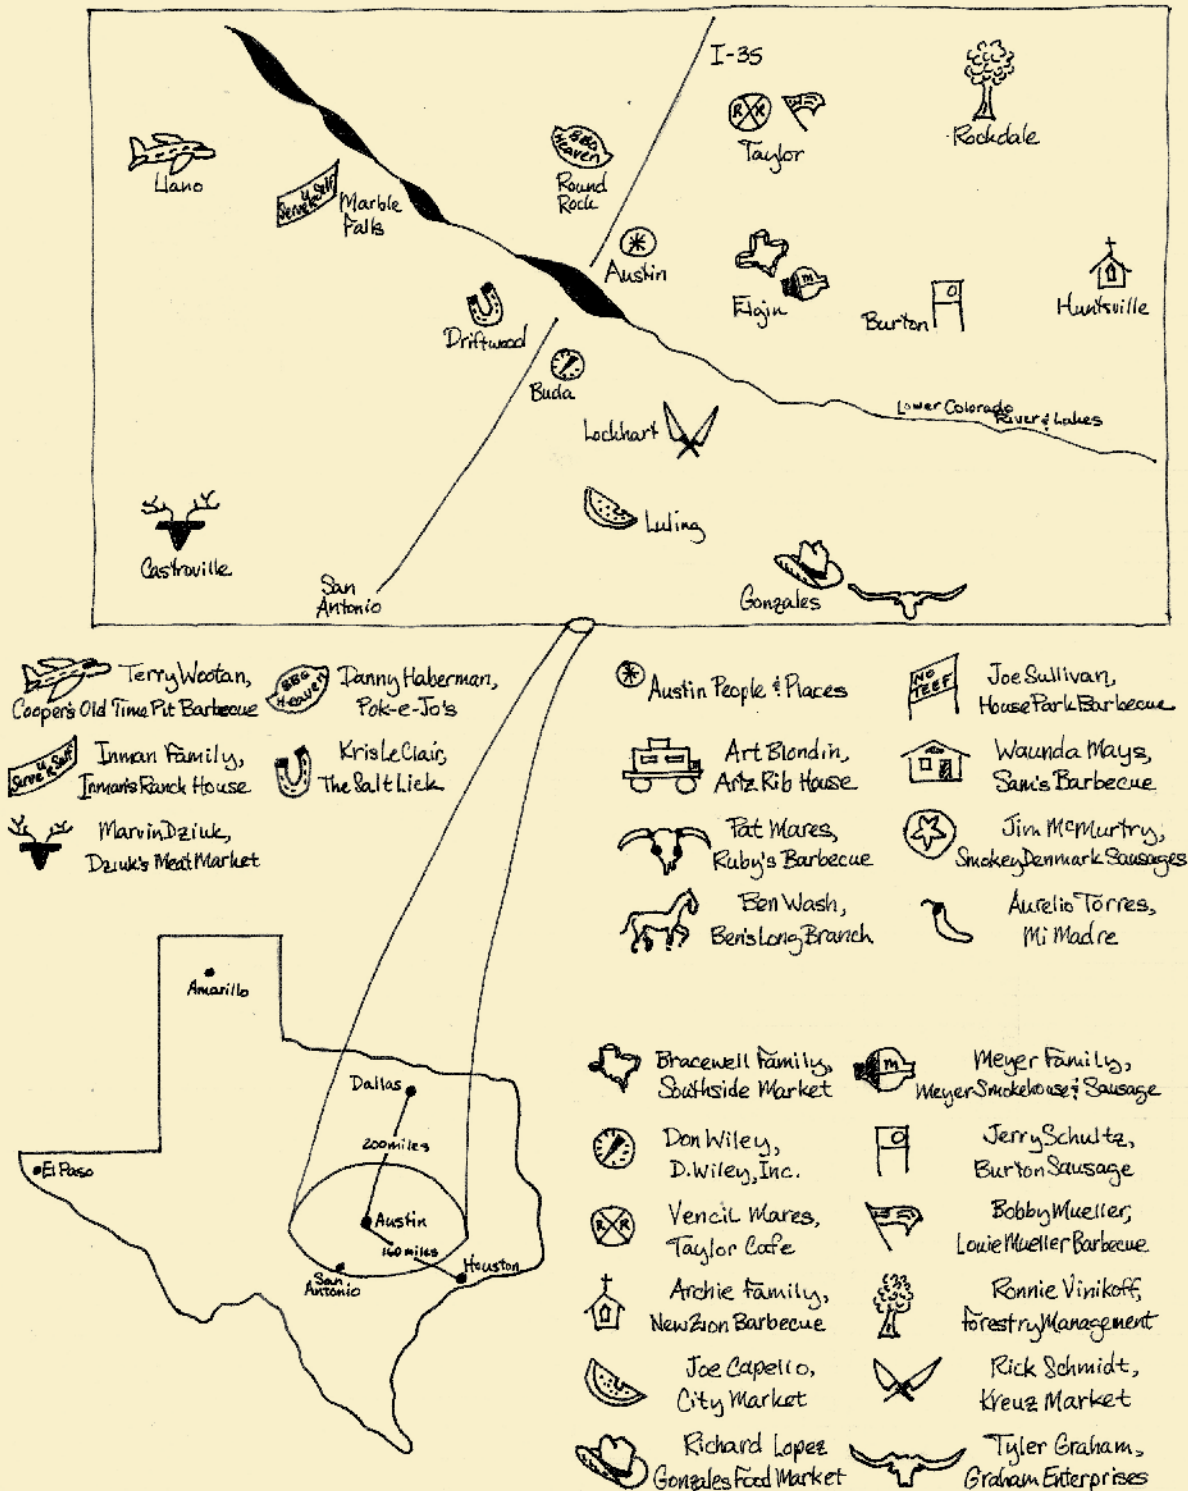 I-35
R X R
Taylor
Rockdale
BBQ
Heaven
Round
Rock
Llano
Serve U Self
Marble
Falls
Austin
m
Elgin
Burton
Huntsville
Driftwood
Buda
Lockhart
Lower Colorado
River & Lakes
Luling
Castroville
San
Antonio
Gonzales
Terry Wootan,
Cooper's Old Time Pit Barbecue
BBQ
Heaven
Danny Haberman,
Pok-e-Jo's
Serve U Self
Inman Family,
Inman's Ranch House
Kris LeClair,
The Salt Lick
Marvin Dziuk,
Dziuk's Meat Market
Austin People & Places
NO
TEEF
Joe Sullivan,
House Park Barbecue
Art Blondin,
Artz Rib House
Waunda Mays,
Sam's Barbecue
Pat Mares,
Ruby's Barbecue
Jim McMurtry,
Smokey Denmark Sausages
Ben Wash,
Ben's Long Branch
Aurelio Torres,
Mi Madre
Amarillo
Dallas
200 miles
El Paso
Austin
160 miles
Houston
San
Antonio
Bracewell Family,
Southside Market
m
Meyer Family,
Meyer Smokehouse & Sausage
Don Wiley,
D. Wiley, Inc.
Jerry Schultz,
Burton Sausage
R X R
Vencil Mares,
Taylor Cafe
Bobby Mueller,
Louie Mueller Barbecue
Archie Family,
New Zion Barbecue
Ronnie Vinikoff,
Forestry Management
Joe Capello,
City Market
Rick Schmidt,
Kreuz Market
Richard Lopez
Gonzales Food Market
Tyler Graham,
Graham Enterprises